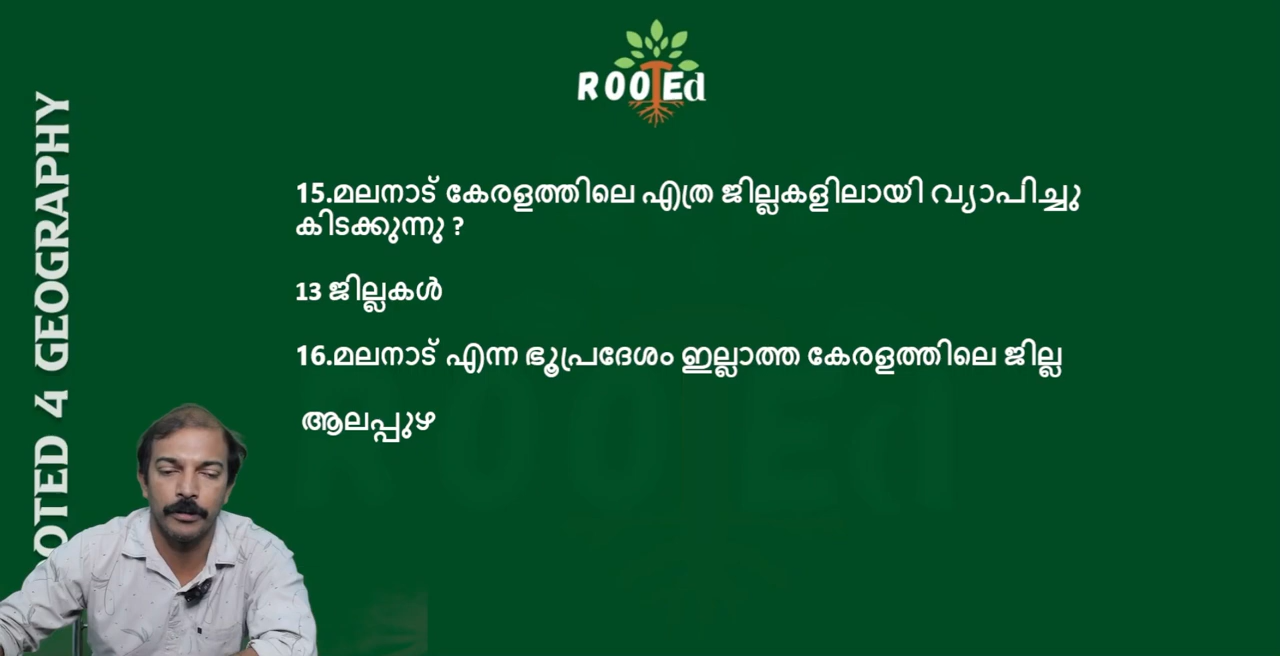 ROOTEd
OTED 4 GEOGRAPHY
15.മലനാട് കേരളത്തിലെ എത്ര ജില്ലകളിലായി വ്യാപിച്ചു
കിടക്കുന്നു ?
13 ജില്ലകൾ
16.മലനാട് എന്ന ഭൂപ്രദേശം ഇല്ലാത്ത കേരളത്തിലെ ജില്ല
ആലപ്പുഴ